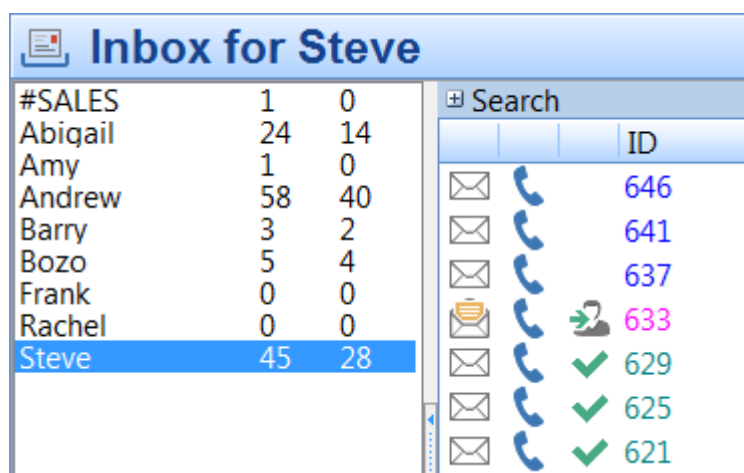 Inbox for Steve
#SALES 1 0
Abigail 24 14
Amy 1 0
Andrew 58 40
Barry 3 2
Bozo 5 4
Frank 0 0
Rachel 0 0
Steve 45 28
Search
ID
646
641
637
633
629
625
621